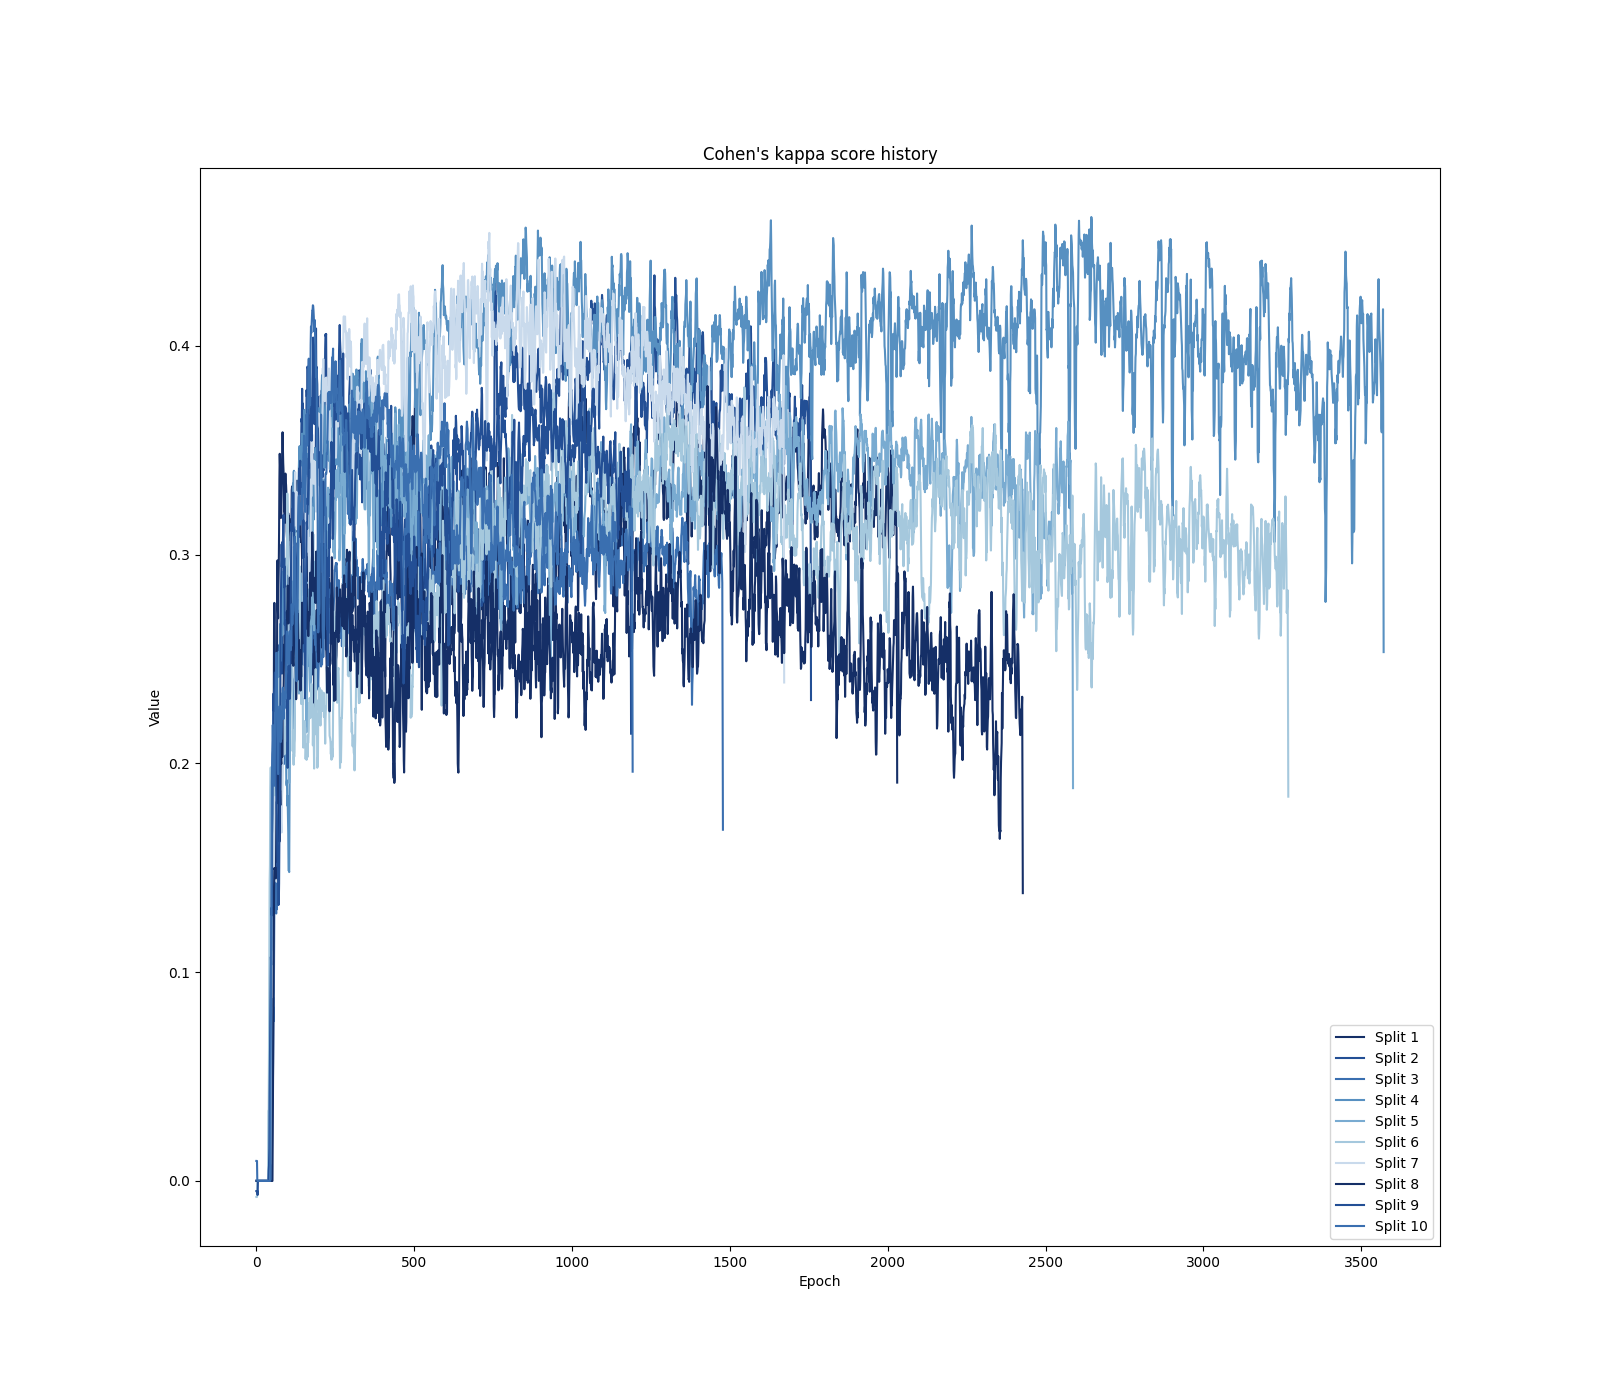 Cohen's kappa score history
Value
0.4
0.3
0.2
0.1
0.0
0
500
1000
1500
2000
2500
3000
3500
Epoch
Split 1
Split 2
Split 3
Split 4
Split 5
Split 6
Split 7
Split 8
Split 9
Split 10